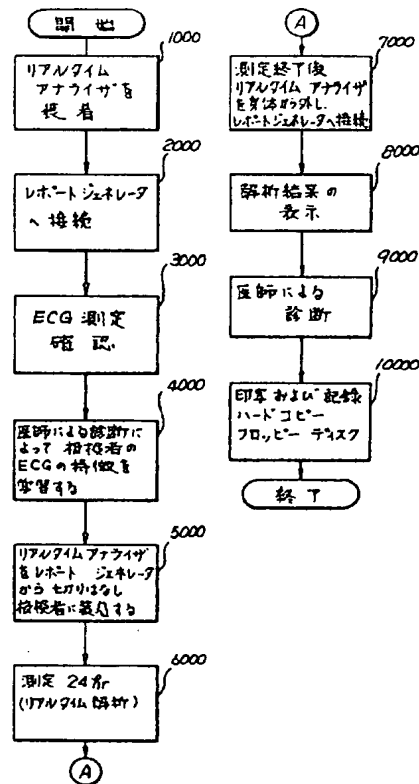 開始
1000
リアルタイム
アナライザを
装着
2000
レポートジェネレータ
へ接続
3000
ECG測定
確認
4000
医師による診断に
よって被検者の
ECGの特徴を
学習する
5000
リアルタイムアナライザ
をレポートジェネレータ
から切りはなし
被検者に装着する
6000
測定 24hr
(リアルタイム解析)
A
A
7000
測定終了後
リアルタイムアナライザ
を身体から外し、
レポートジェネレータへ接続
8000
解析結果の
表示
9000
医師による
診断
10000
印字および記録
ハードコピー
フロッピーディスク
終了